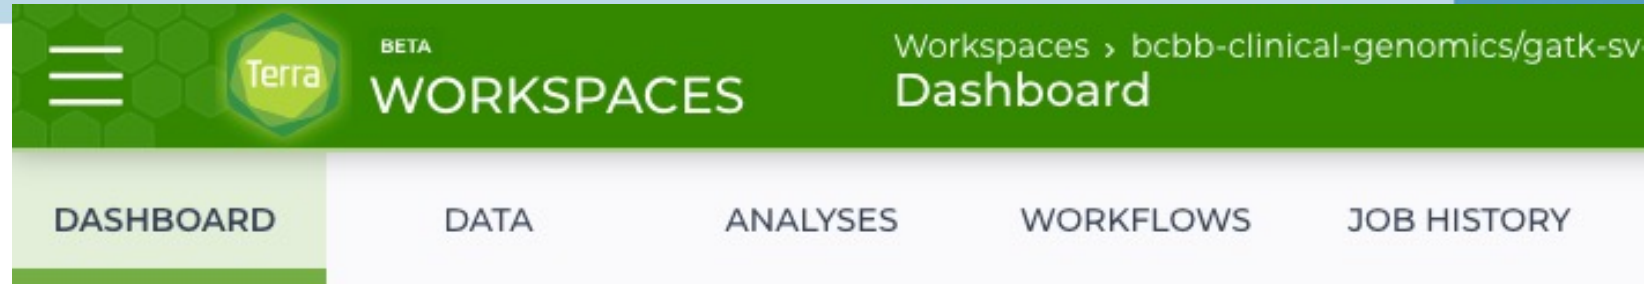 Terra
BETA
WORKSPACES
Workspaces › bcbb-clinical-genomics/gatk-sv
Dashboard
DASHBOARD DATA ANALYSES WORKFLOWS JOB HISTORY